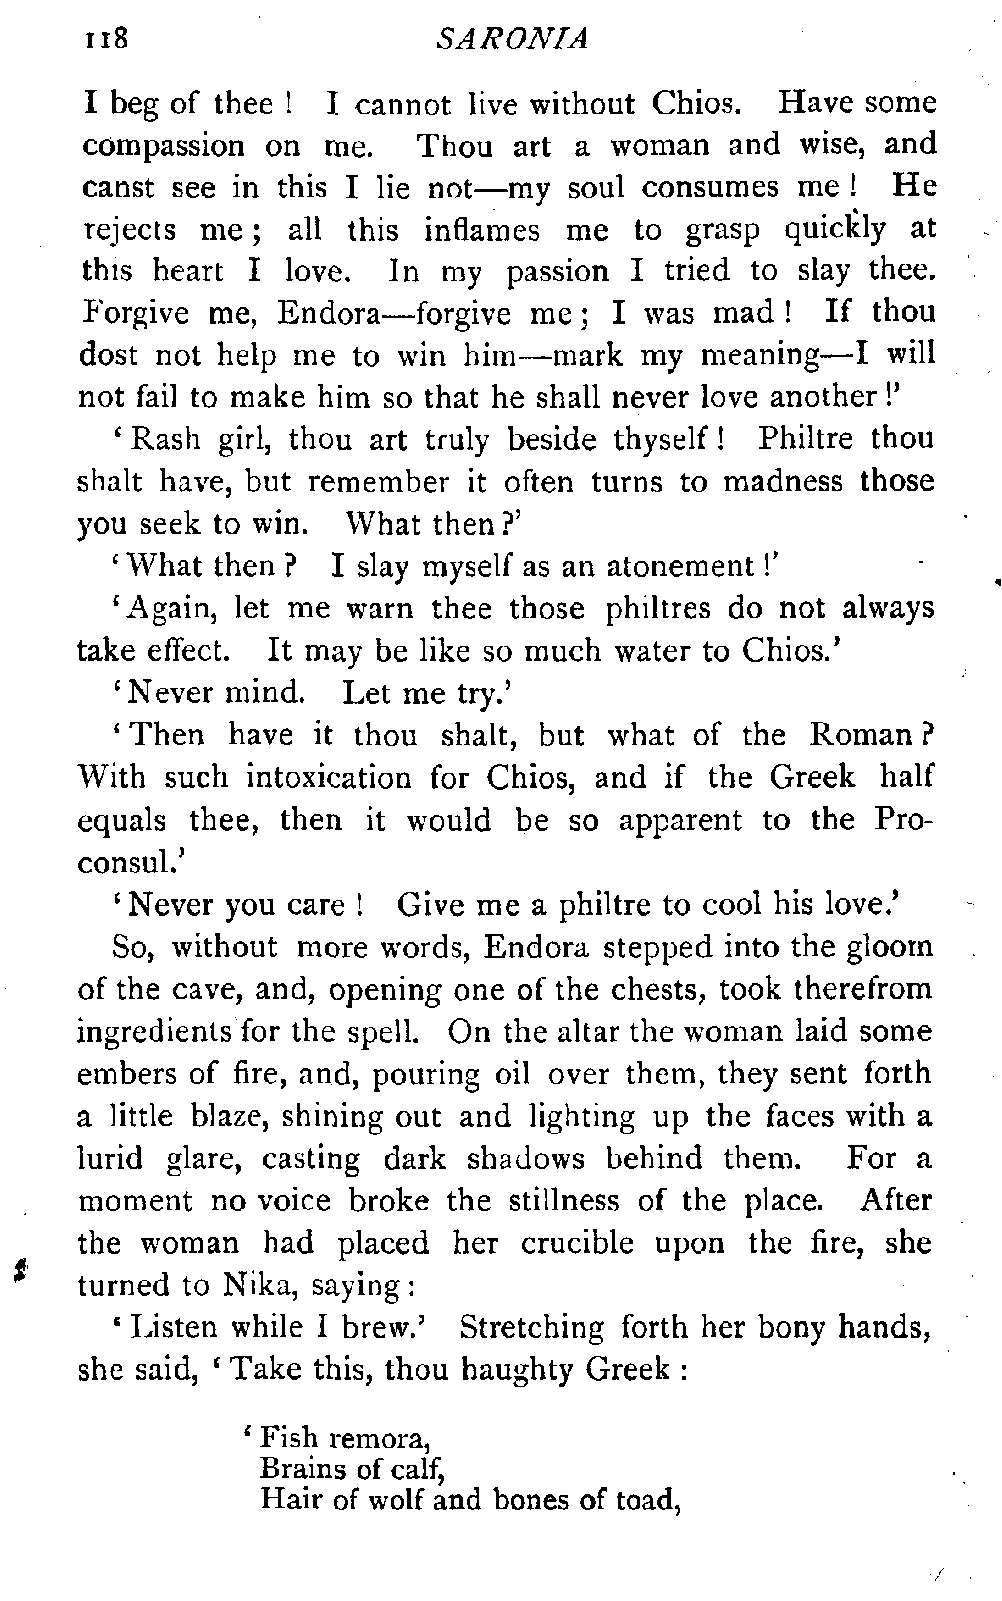 118 SARONIA
I beg of thee ! I cannot live without Chios. Have some
compassion on me. Thou art a woman and wise, and
canst see in this I lie not—my soul consumes me ! He
rejects me ; all this inflames me to grasp quickly at
this heart I love. In my passion I tried to slay thee.
Forgive me, Endora—forgive me ; I was mad ! If thou
dost not help me to win him—mark my meaning—I will
not fail to make him so that he shall never love another !’
‘ Rash girl, thou art truly beside thyself ! Philtre thou
shalt have, but remember it often turns to madness those
you seek to win. What then ?’
‘ What then ? I slay myself as an atonement !’
‘ Again, let me warn thee those philtres do not always
take effect. It may be like so much water to Chios.’
‘ Never mind. Let me try.’
‘ Then have it thou shalt, but what of the Roman ?
With such intoxication for Chios, and if the Greek half
equals thee, then it would be so apparent to the Pro-
consul.’
‘ Never you care ! Give me a philtre to cool his love.’
So, without more words, Endora stepped into the gloom
of the cave, and, opening one of the chests, took therefrom
ingredients for the spell. On the altar the woman laid some
embers of fire, and, pouring oil over them, they sent forth
a little blaze, shining out and lighting up the faces with a
lurid glare, casting dark shadows behind them. For a
moment no voice broke the stillness of the place. After
the woman had placed her crucible upon the fire, she
turned to Nika, saying :
‘ Listen while I brew.’ Stretching forth her bony hands,
she said, ‘ Take this, thou haughty Greek :
‘ Fish remora,
Brains of calf,
Hair of wolf and bones of toad,